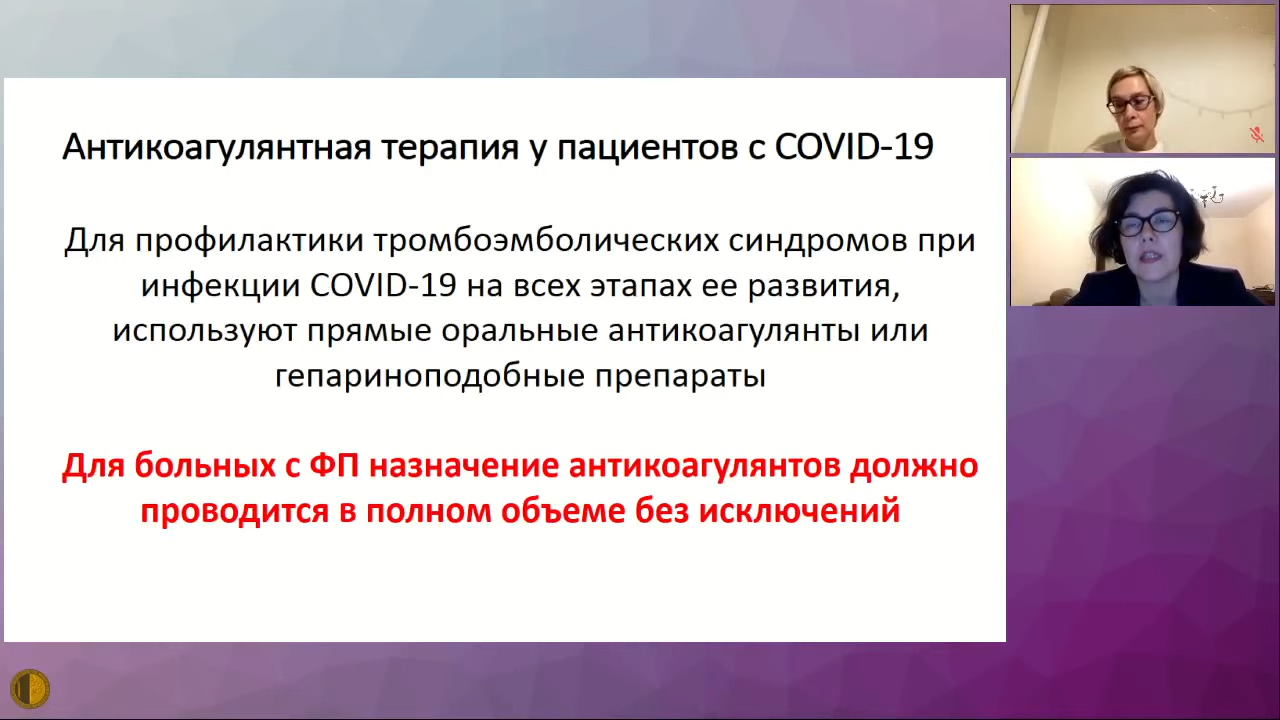 Антикоагулянтная терапия у пациентов с COVID-19
Для профилактики тромбоэмболических синдромов при
инфекции COVID-19 на всех этапах ее развития,
используют прямые оральные антикоагулянты или
гепариноподобные препараты
Для больных с ФП назначение антикоагулянтов должно
проводится в полном объеме без исключений